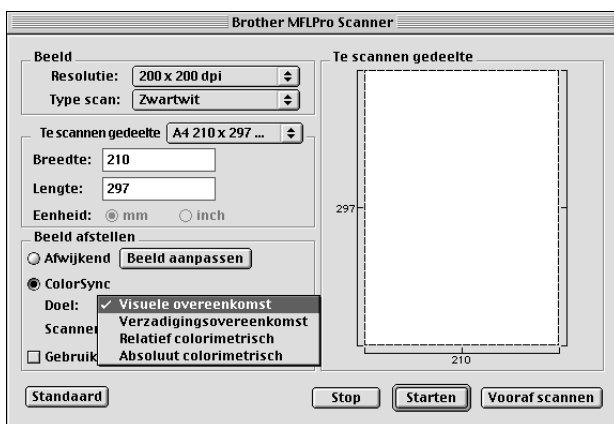 Brother MFLPro Scanner
Beeld
Resolutie: 200 x 200 dpi
Type scan: Zwartwit
Te scannen gedeelte A4 210 x 297 ...
Breedte: 210
Lengte: 297
Eenheid: mm inch
Beeld afstellen
Afwijkend Beeld aanpassen
ColorSync
Doel: ✓ Visuele overeenkomst
Verzadigingsovereenkomst
Scanner Relatief colorimetrisch
Absoluut colorimetrisch
Gebruik
Standaard
Te scannen gedeelte
297
210
Stop Starten Vooraf scannen